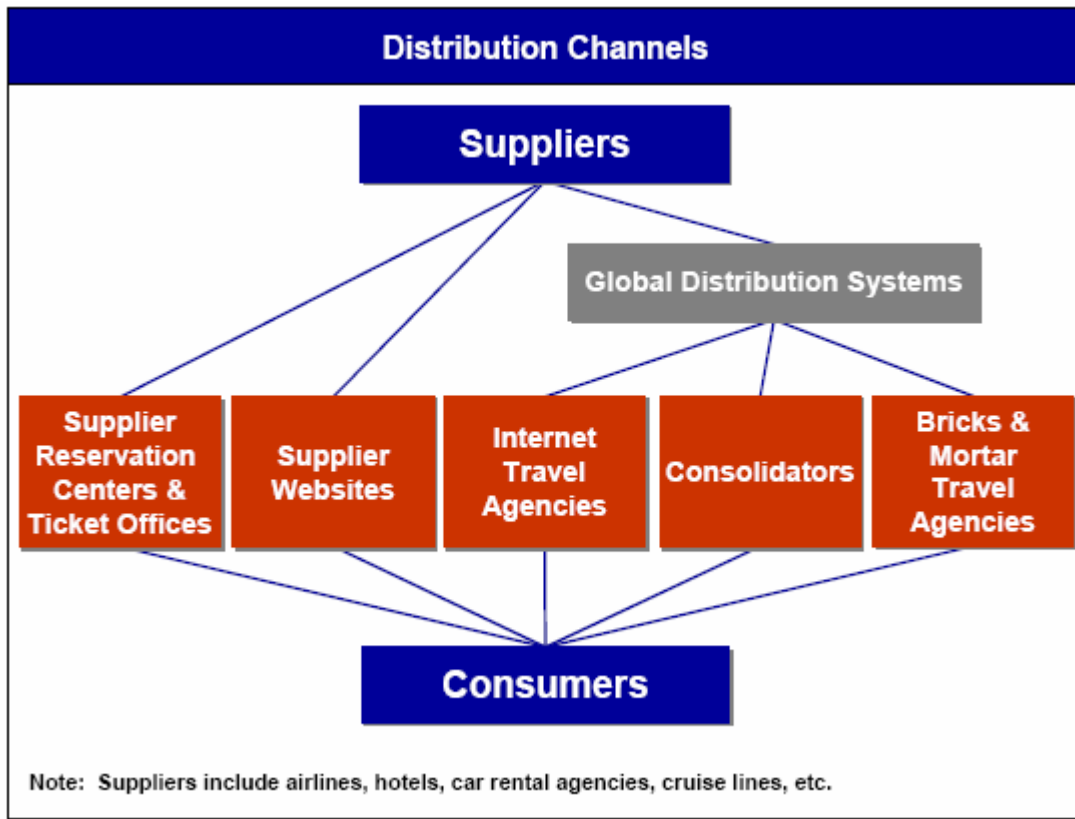 Distribution Channels
Suppliers
Global Distribution Systems
Supplier
Reservation
Centers &
Ticket Offices
Supplier
Websites
Internet
Travel
Agencies
Consolidators
Bricks &
Mortar
Travel
Agencies
Consumers
Note: Suppliers include airlines, hotels, car rental agencies, cruise lines, etc.